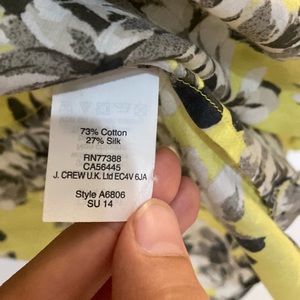 73% Cotton
27% Silk
RN77388
CA56445
J. CREW U.K. Ltd EC4V 6JA
Style A6806
SU 14